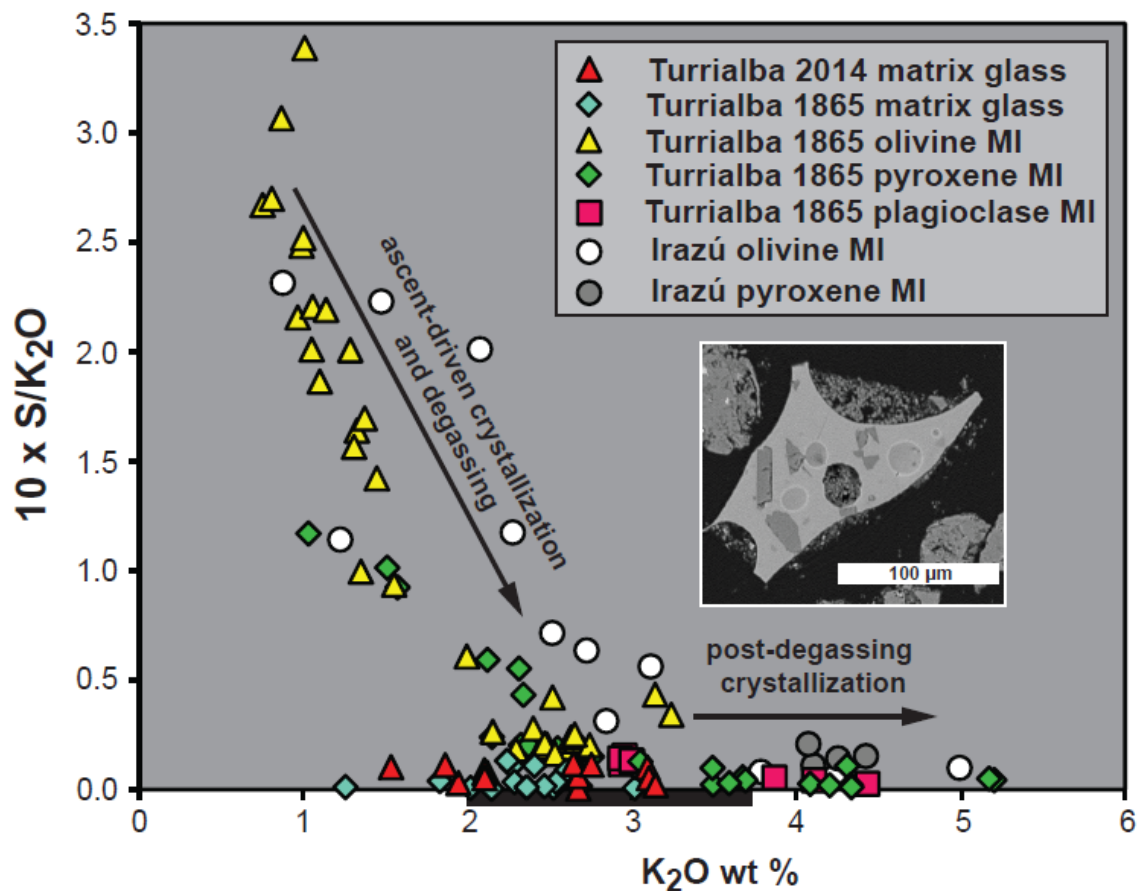 3.5
3.0
2.5
2.0
1.5
1.0
0.5
0.0
10 x S/K₂O
0
1
2
3
4
5
6
K₂O wt %
Turrialba 2014 matrix glass
Turrialba 1865 matrix glass
Turrialba 1865 olivine MI
Turrialba 1865 pyroxene MI
Turrialba 1865 plagioclase MI
Irazú olivine MI
Irazú pyroxene MI
ascent-driven crystallization
and degassing
100 µm
post-degassing
crystallization